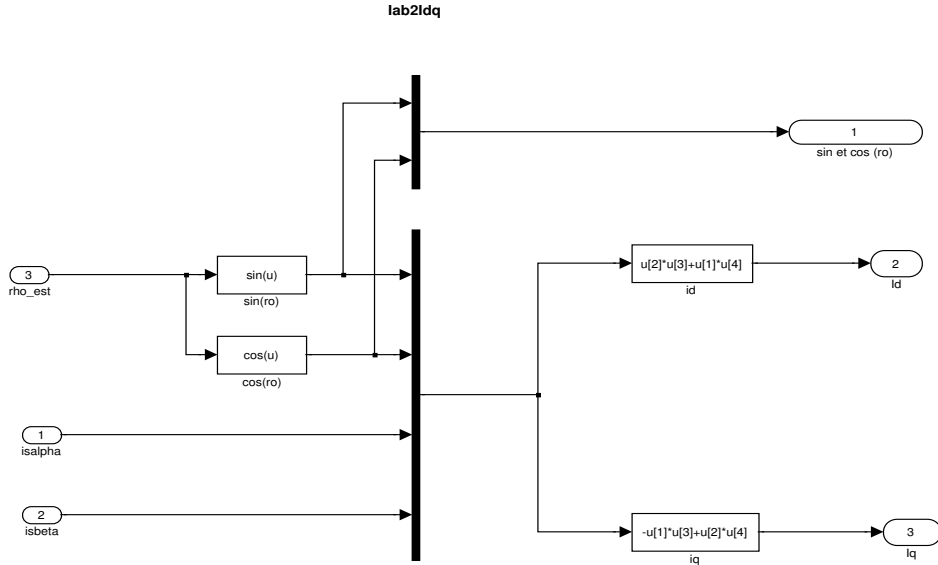 Iab2Idq
1
sin et cos (ro)
3
rho_est
sin(u)
sin(ro)
u[2]*u[3]+u[1]*u[4]
id
2
Id
cos(u)
cos(ro)
1
isalpha
2
isbeta
-u[1]*u[3]+u[2]*u[4]
iq
3
Iq